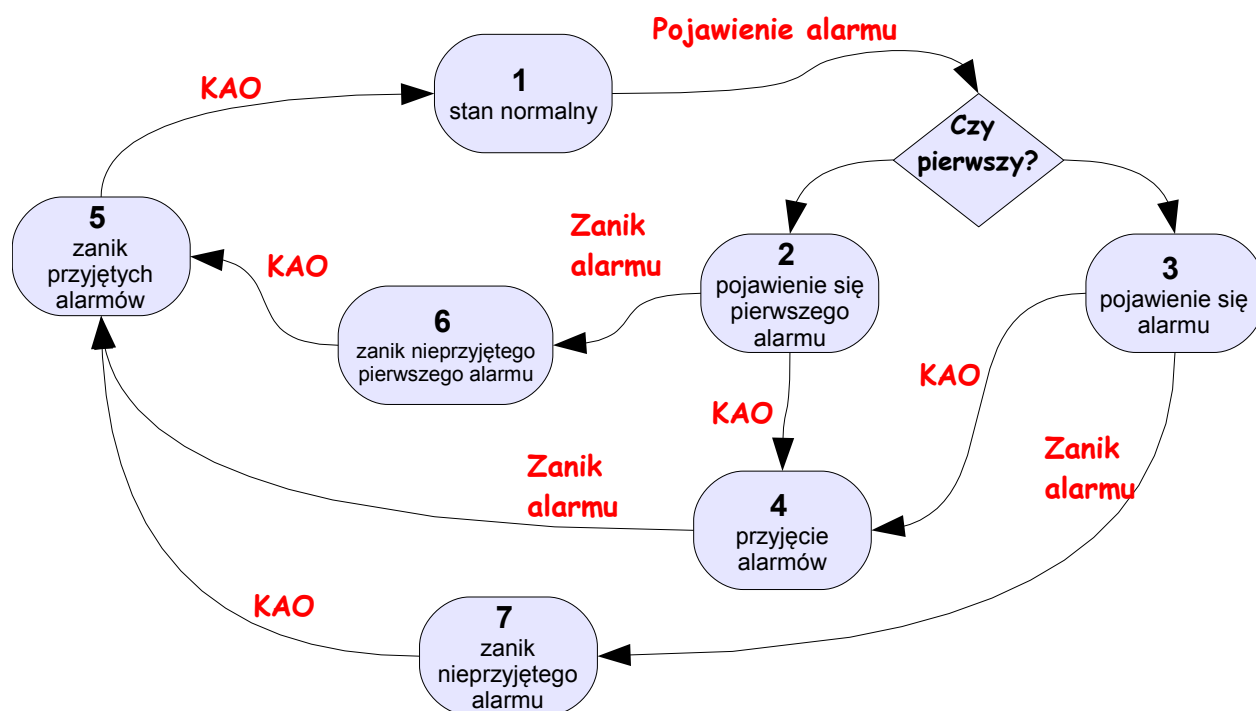 Pojawienie alarmu
KAO
1
stan normalny
Czy
pierwszy?
5
zanik
przyjętych
alarmów
KAO
Zanik
alarmu
2
pojawienie się
pierwszego
alarmu
3
pojawienie się
alarmu
6
zanik nieprzyjętego
pierwszego alarmu
KAO
KAO
Zanik
alarmu
Zanik
alarmu
4
przyjęcie
alarmów
KAO
7
zanik
nieprzyjętego
alarmu